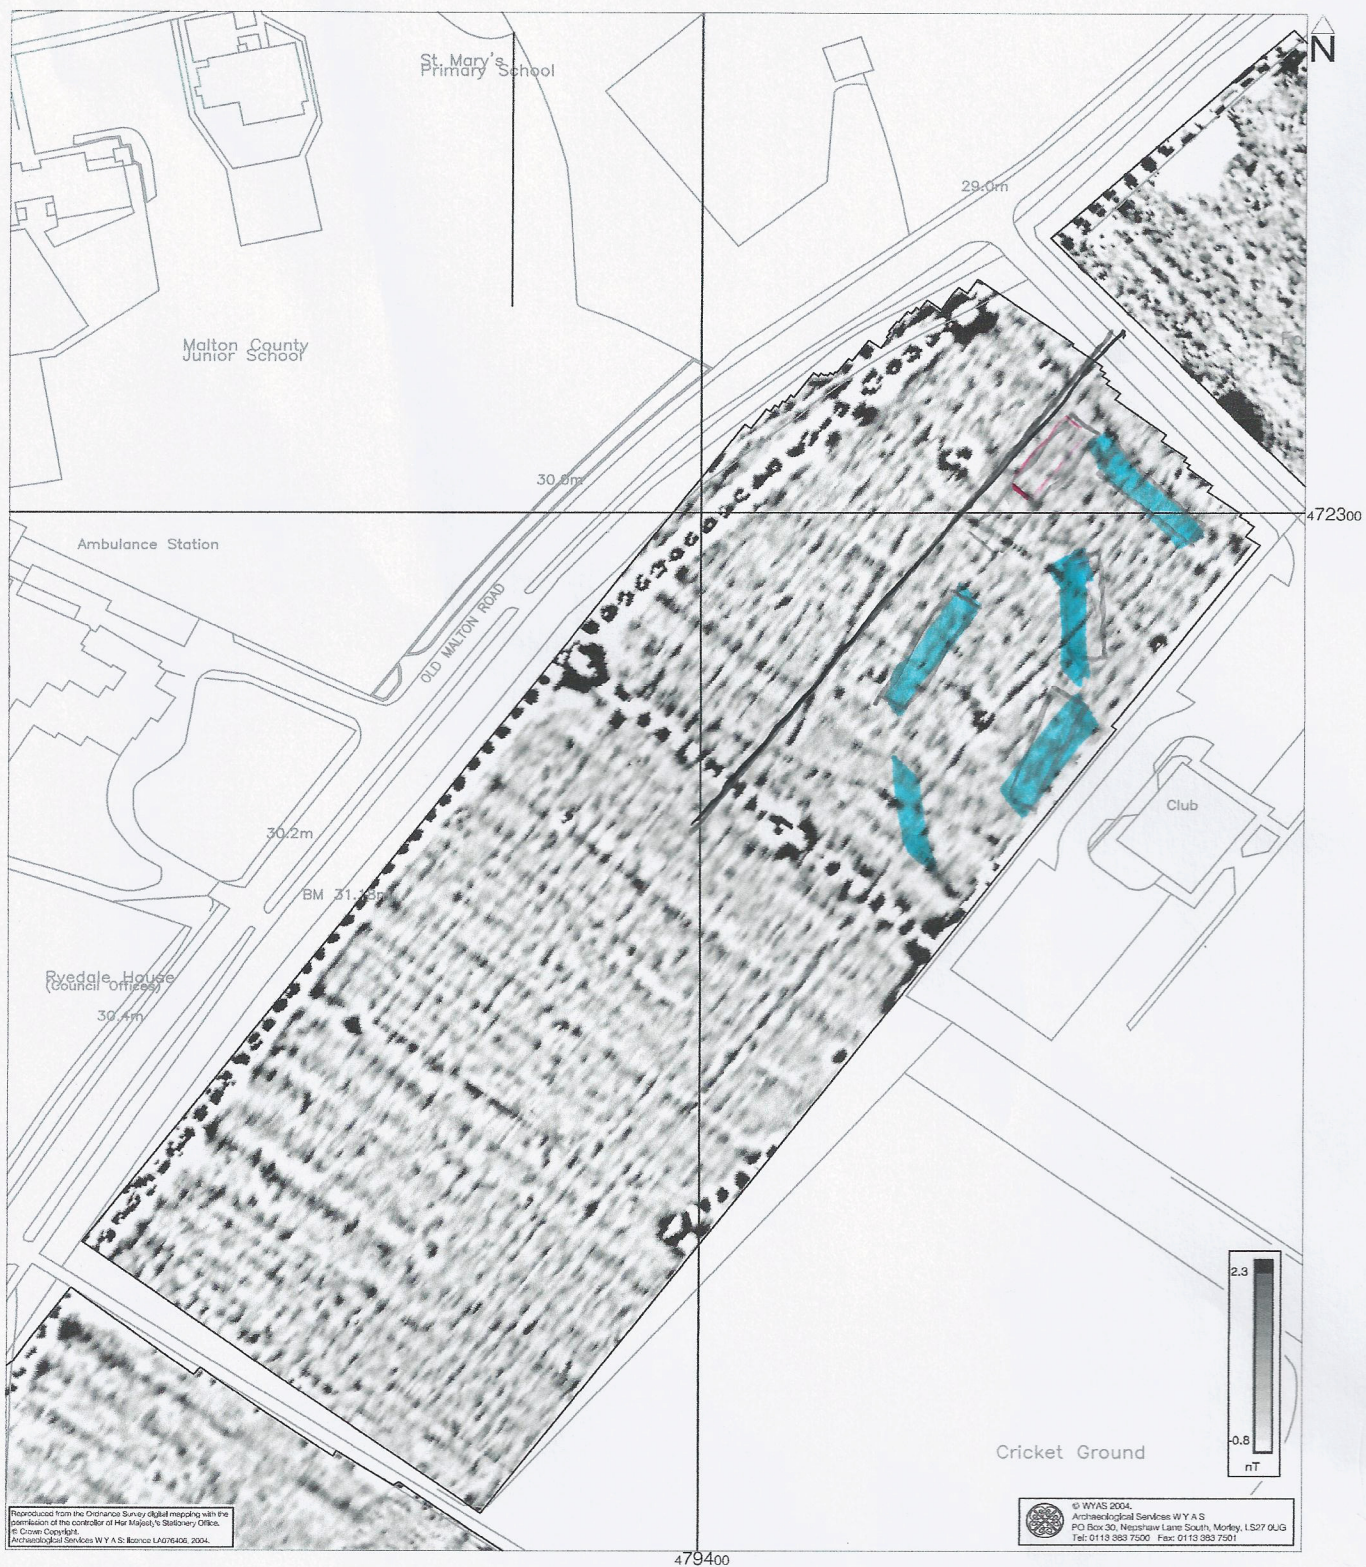 N
St. Mary's
Primary School
29.0m
Malton County
Junior School
30.0m
472300
Ambulance Station
OLD MALTON ROAD
Club
30.2m
BM 31.18m
Ryedale House
(Council Offices)
30.4m
2.3
-0.8
nT
Cricket Ground
Reproduced from the Ordnance Survey digital mapping with the
permission of the controller of Her Majesty's Stationery Office.
© Crown Copyright.
Archaeological Services W Y A S: licence LA076406, 2004.
© WYAS 2004.
Archaeological Services W Y A S
PO Box 30, Nepshaw Lane South, Morley, LS27 0UG
Tel: 0113 383 7500 Fax: 0113 383 7501
479400